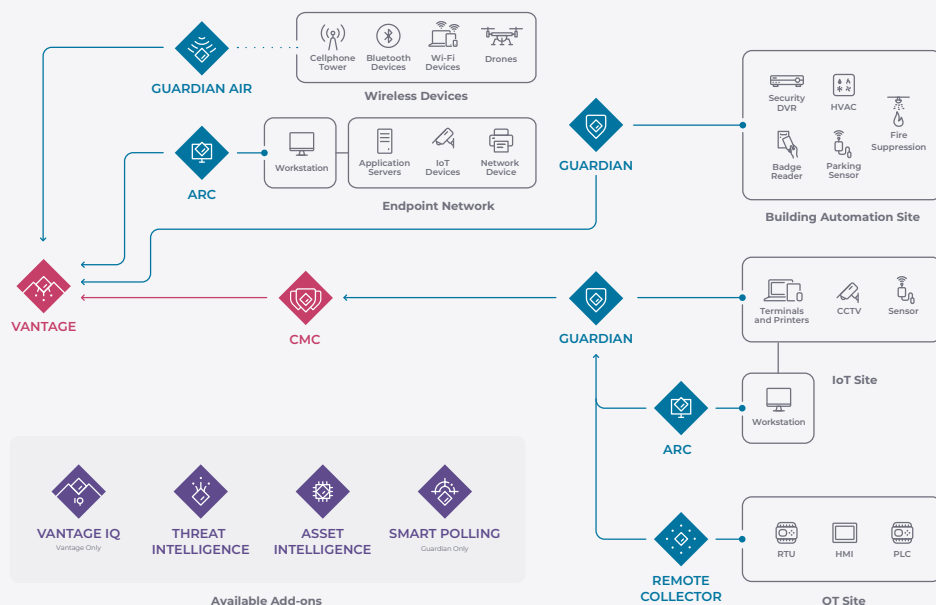 Cellphone
Tower
Bluetooth
Devices
Wi-Fi
Devices
Drones
GUARDIAN AIR
Wireless Devices
Security
DVR
HVAC
Fire
Suppression
Badge
Reader
Parking
Sensor
GUARDIAN
Building Automation Site
Workstation
Application
Servers
IoT
Devices
Network
Device
ARC
Endpoint Network
VANTAGE
CMC
GUARDIAN
Terminals
and Printers
CCTV
Sensor
IoT Site
Workstation
ARC
IQ
VANTAGE IQ
Vantage Only
THREAT
INTELLIGENCE
ASSET
INTELLIGENCE
SMART POLLING
Guardian Only
Available Add-ons
RTU
HMI
PLC
REMOTE
COLLECTOR
OT Site